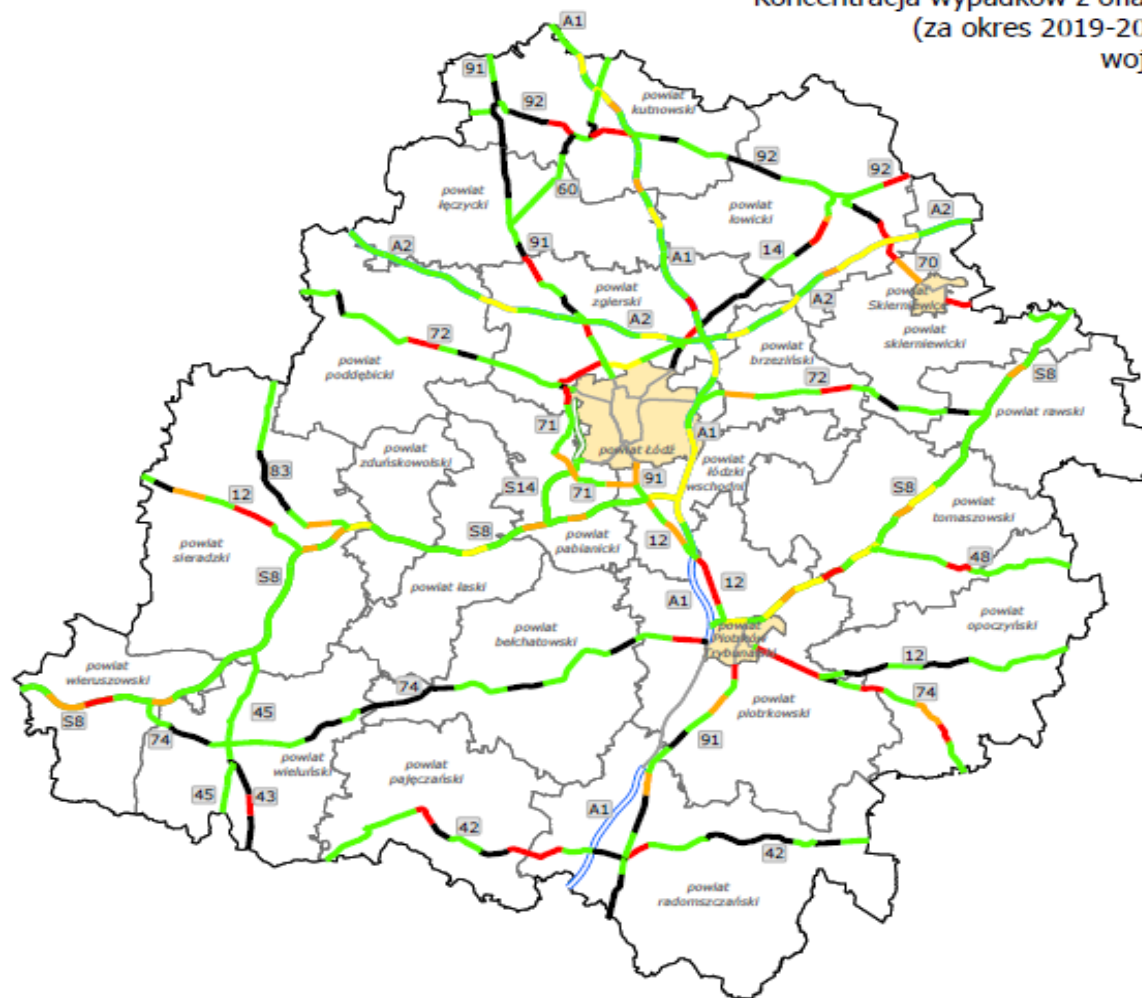 Koncentracja wypadków z
(za okres 2019-20
woj
A1
91
92
powiat
kutnowski
92
92
60
powiat
łęczycki
powiat
łowicki
A2
A2
91
A1
14
70
powiat
zgierski
A2
A2
powiat
Skierniewice
powiat
skierniewicki
72
powiat
poddębicki
powiat
brzeziński
72
S8
powiat rawski
71
A1
powiat Łódź
powiat
łódzki
wschodni
powiat
zduńskowolski
83
12
S14
71
91
S8
powiat
tomaszowski
powiat
sieradzki
S8
powiat
pabianicki
12
48
S8
powiat łaski
A1
12
powiat
opoczyński
powiat
bełchatowski
powiat
Piotrków
Trybunalski
12
powiat
wieruszowski
S8
74
74
45
74
powiat
piotrkowski
91
powiat
wieluński
powiat
pajęczański
45
43
A1
42
42
powiat
radomszczański